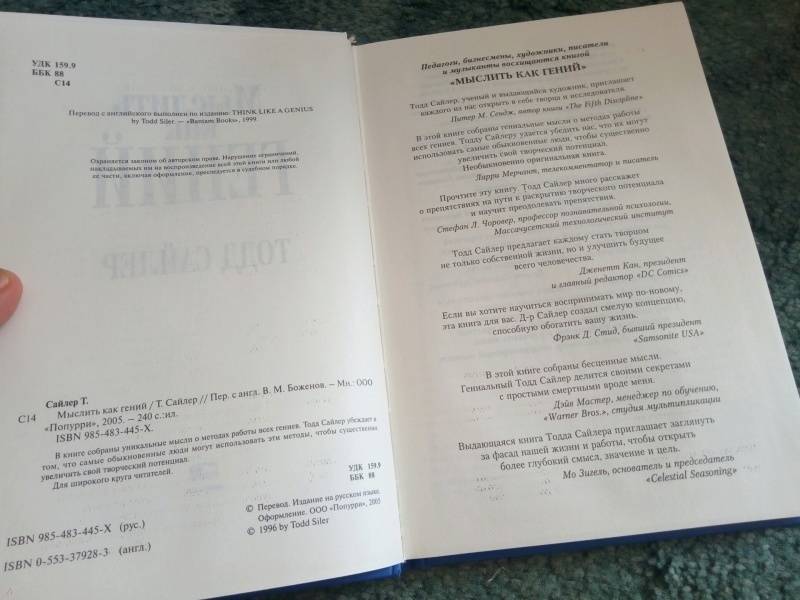 УДК 159.9
ББК 88
С14
Перевод с английского выполнен по изданию: THINK LIKE A GENIUS
by Todd Siler. — «Bantam Books», 1999
Охраняется законом об авторском праве. Нарушение ограничений,
накладываемых им на воспроизведение всей этой книги или любой
ее части, включая оформление, преследуется в судебном порядке.
Сайлер Т.
С14 Мыслить как гений / Т. Сайлер // Пер. с англ. В. М. Боженов. – Мн.: ООО
«Попурри», 2005. – 240 с.:ил.
ISBN 985-483-445-X.
В книге собраны уникальные мысли о методах работы всех гениев. Тодд Сайлер убеждает в
том, что самые обыкновенные люди могут использовать эти методы, чтобы существенно
увеличить свой творческий потенциал.
Для широкого круга читателей.
УДК 159.9
ББК 88
© Перевод. Издание на русском языке.
Оформление. ООО «Попурри», 2005
© 1996 by Todd Siler
ISBN 985-483-445-X (рус.)
ISBN 0-553-37928-3 (англ.)
Педагоги, бизнесмены, художники, писатели
и музыканты восхищаются книгой
«МЫСЛИТЬ КАК ГЕНИЙ»
Тодд Сайлер, ученый и выдающийся художник, приглашает
каждого из нас открыть в себе творца и исследователя.
Питер М. Сендж, автор книги «The Fifth Discipline»
В этой книге собраны гениальные мысли о методах работы
всех гениев. Тодду Сайлеру удается убедить нас, что их могут
использовать самые обыкновенные люди, чтобы существенно
увеличить свой творческий потенциал.
Необыкновенно оригинальная книга.
Ларри Мерчант, телекомментатор и писатель
Прочтите эту книгу. Тодд Сайлер много расскажет
о препятствиях на пути к раскрытию творческого потенциала
и научит преодолевать препятствия.
Стефан Л. Чоровер, профессор познавательной психологии,
Массачусетский технологический институт
Тодд Сайлер предлагает каждому стать творцом
не только собственной жизни, но и улучшить будущее
всего человечества.
Дженетт Кан, президент
и главный редактор «DC Comics»
Если вы хотите научиться воспринимать мир по-новому,
эта книга для вас. Д-р Сайлер создал смелую концепцию,
способную обогатить вашу жизнь.
Фрэнк Д. Стид, бывший президент
«Samsonite USA»
В этой книге собраны бесценные мысли.
Гениальный Тодд Сайлер делится своими секретами
с простыми смертными вроде меня.
Дэйв Мастер, менеджер по обучению,
«Warner Bros.», студия мультипликации
Выдающаяся книга Тодда Сайлера приглашает заглянуть
за фасад нашей жизни и работы, чтобы открыть
более глубокий смысл, значение и цель.
Мо Зигель, основатель и председатель
«Celestial Seasoning»